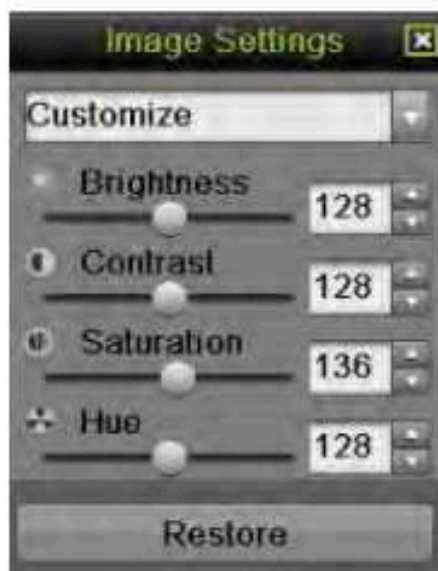 Image Settings
Customize
Brightness
128
Contrast
128
Saturation
136
Hue
128
Restore